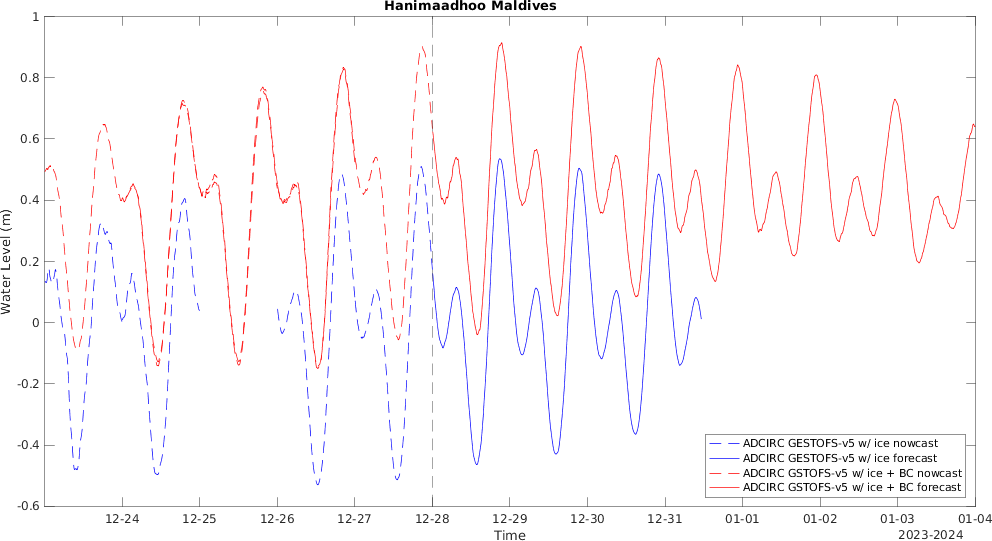 Hanimaadhoo Maldives
1
0.8
0.6
0.4
0.2
0
-0.2
-0.4
-0.6
Water Level (m)
ADCIRC GESTOFS-v5 w/ ice nowcast
ADCIRC GESTOFS-v5 w/ ice forecast
ADCIRC GSTOFS-v5 w/ ice + BC nowcast
ADCIRC GSTOFS-v5 w/ ice + BC forecast
12-24 12-25 12-26 12-27 12-28 12-29 12-30 12-31 01-01 01-02 01-03 01-04
Time
2023-2024